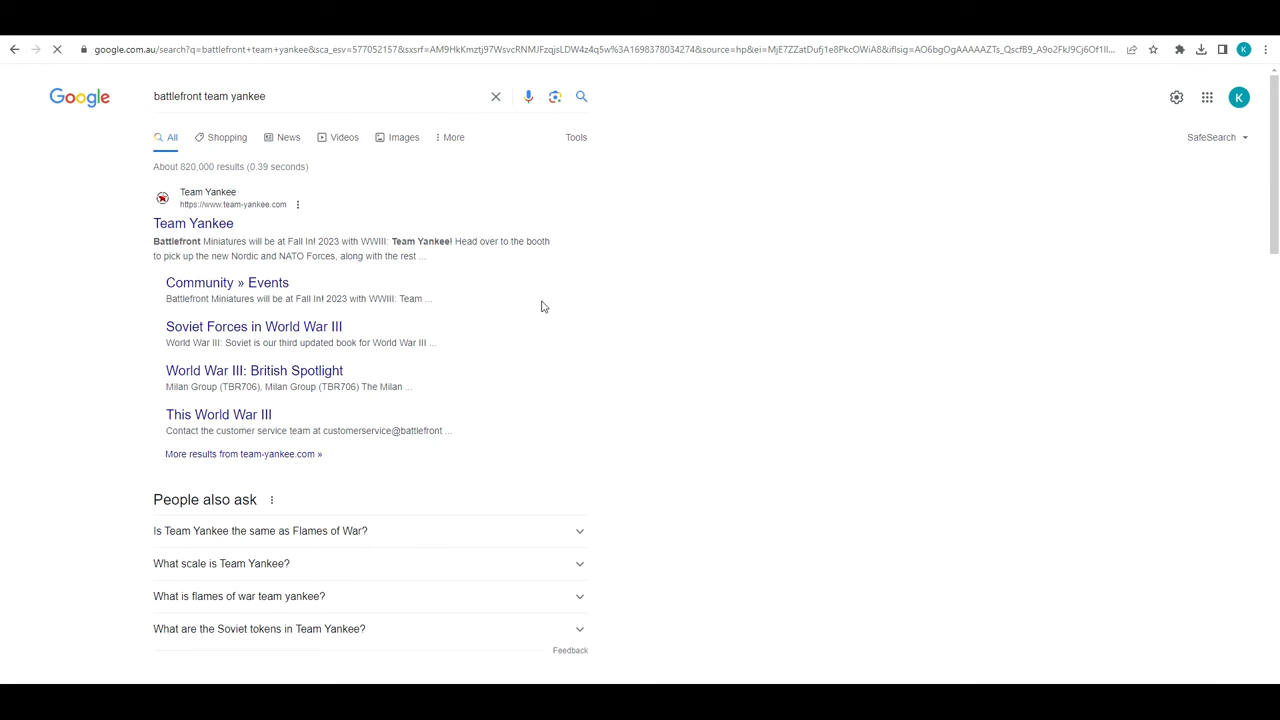 google.com.au/search?q=battlefront+team+yankee&sca_esv=577052157&sxsrf=AM9HkKmztj97WsvcRNMJFzqjsLDW4z4q5w%3A1698378034274&source=hp&ei=MjE7ZZatDufj1e8PkcOWiA8&iflsig=AO6bgOgAAAAAZTs_QscfB9_A9o2FkJ9Cj6Of1lI...
K
Google
battlefront team yankee
K
All
Shopping
News
Videos
Images
More
Tools
SafeSearch
About 820,000 results (0.39 seconds)
Team Yankee
https://www.team-yankee.com
Team Yankee
Battlefront Miniatures will be at Fall In! 2023 with WWIII: Team Yankee! Head over to the booth
to pick up the new Nordic and NATO Forces, along with the rest ...
Community » Events
Battlefront Miniatures will be at Fall In! 2023 with WWIII: Team ...
Soviet Forces in World War III
World War III: Soviet is our third updated book for World War III ...
World War III: British Spotlight
Milan Group (TBR706), Milan Group (TBR706) The Milan ...
This World War III
Contact the customer service team at customerservice@battlefront ...
More results from team-yankee.com »
People also ask
Is Team Yankee the same as Flames of War?
What scale is Team Yankee?
What is flames of war team yankee?
What are the Soviet tokens in Team Yankee?
Feedback